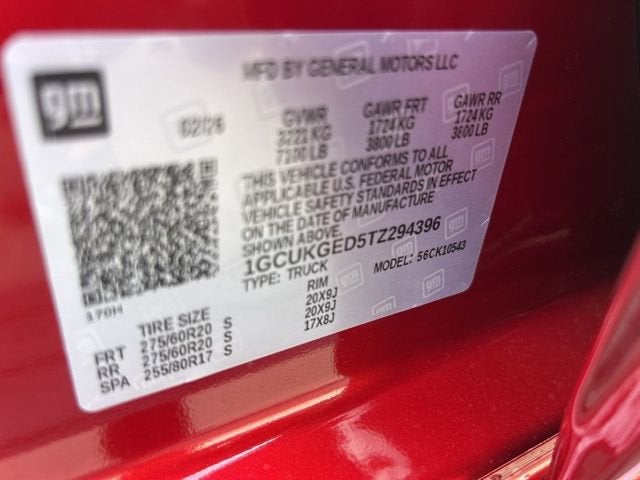 gm
MFD BY GENERAL MOTORS LLC
02/26
GVWR GAWR FRT GAWR RR
3221 KG 1724 KG 1724 KG
7100 LB 3800 LB 3800 LB
THIS VEHICLE CONFORMS TO ALL
APPLICABLE U.S. FEDERAL MOTOR
VEHICLE SAFETY STANDARDS IN EFFECT
ON THE DATE OF MANUFACTURE
SHOWN ABOVE.
1GCUKGED5TZ294396
TYPE: TRUCK MODEL: 56CK10543
179H
TIRE SIZE RIM
FRT 275/60R20 S 20X9J
RR 275/60R20 S 20X9J
SPA 255/80R17 S 17X8J